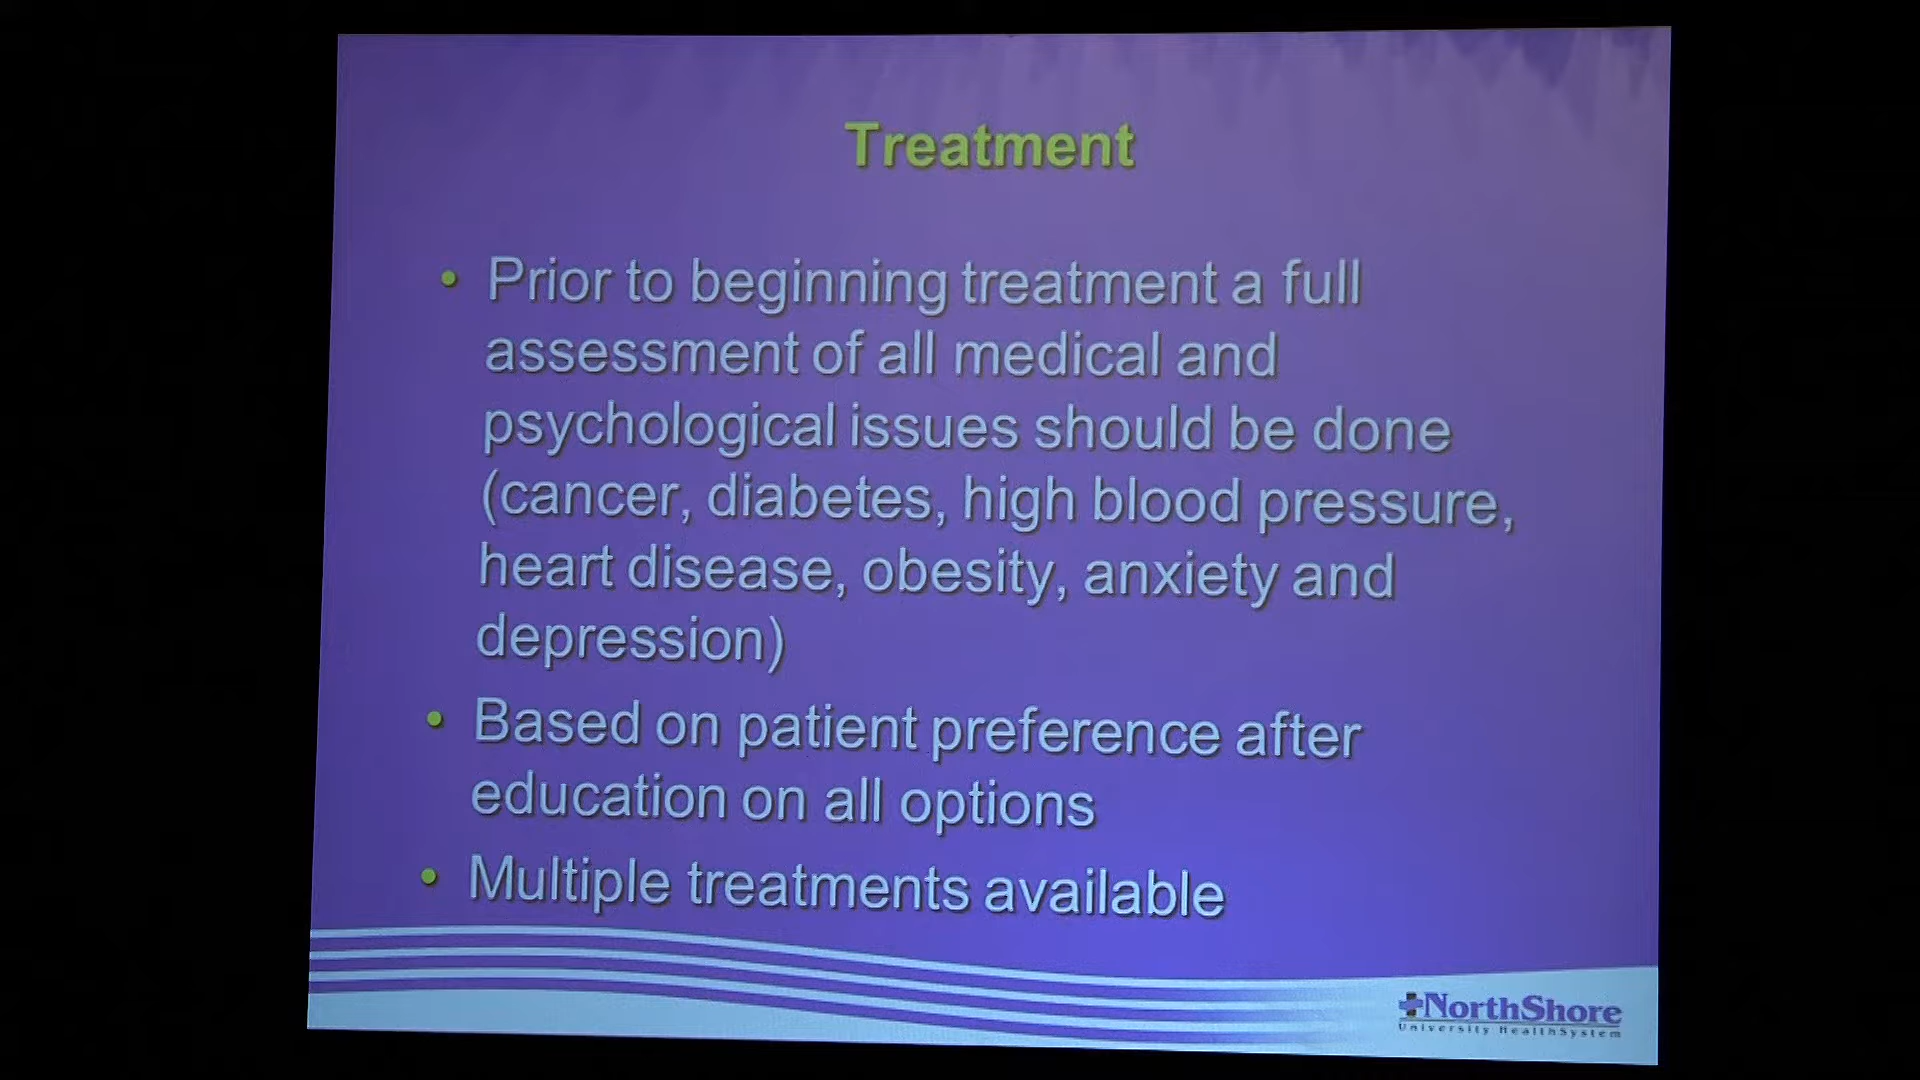 Treatment
• Prior to beginning treatment a full
assessment of all medical and
psychological issues should be done
(cancer, diabetes, high blood pressure,
heart disease, obesity, anxiety and
depression)
• Based on patient preference after
education on all options
• Multiple treatments available
NorthShore
University HealthSystem